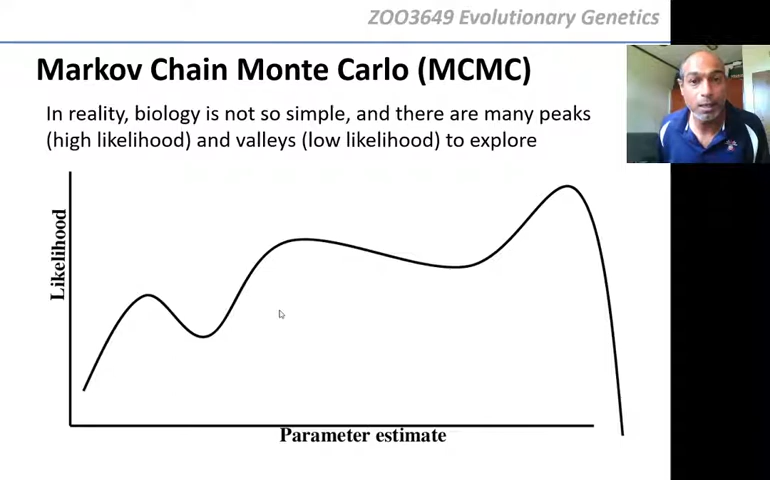 ZOO3649 Evolutionary Genetics
Markov Chain Monte Carlo (MCMC)
In reality, biology is not so simple, and there are many peaks
(high likelihood) and valleys (low likelihood) to explore
Likelihood
Parameter estimate